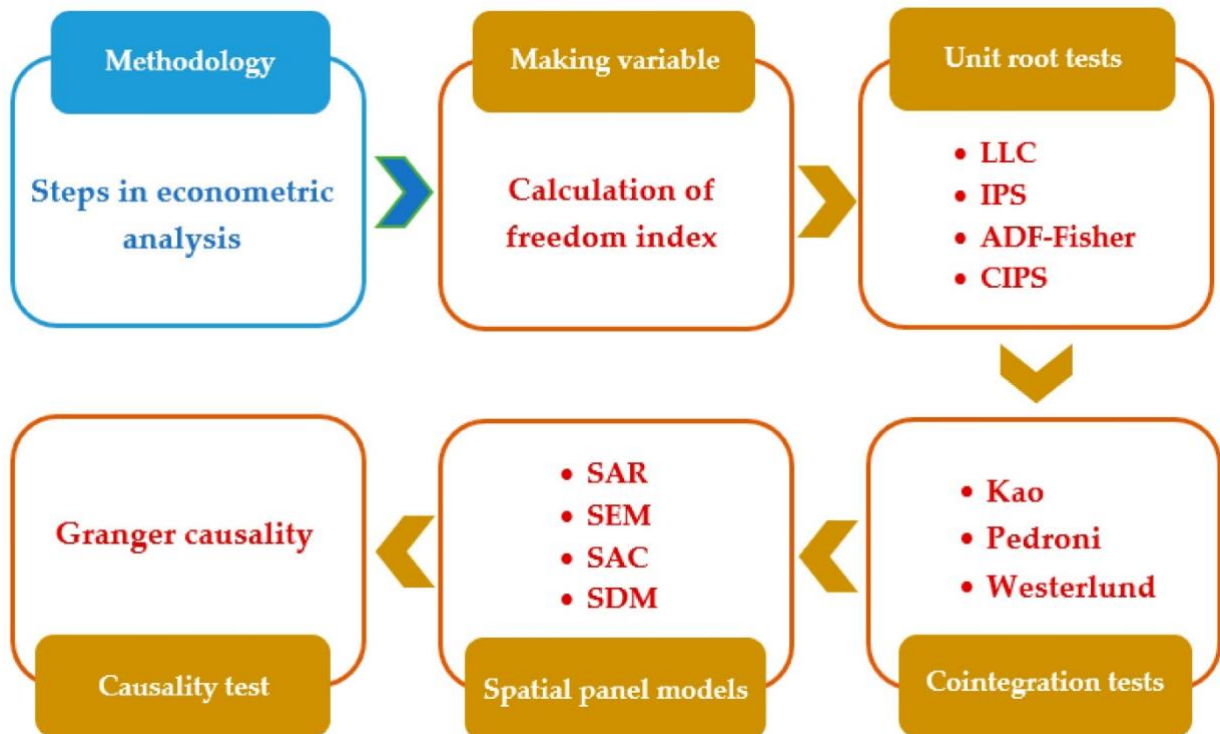 Methodology
Steps in econometric
analysis
Making variable
Calculation of
freedom index
Unit root tests
• LLC
• IPS
• ADF-Fisher
• CIPS
• Kao
• Pedroni
• Westerlund
Cointegration tests
• SAR
• SEM
• SAC
• SDM
Spatial panel models
Granger causality
Causality test